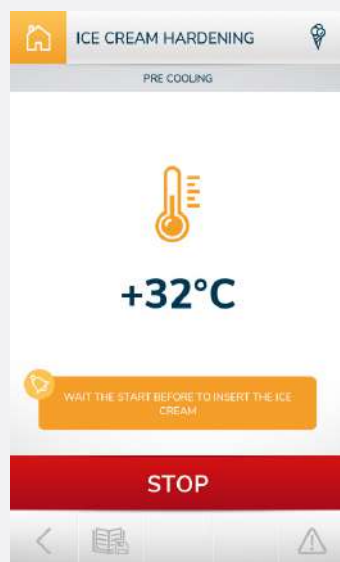 ICE CREAM HARDENING
PRE COOLING
+32°C
WAIT THE START BEFORE TO INSERT THE ICE
CREAM
STOP